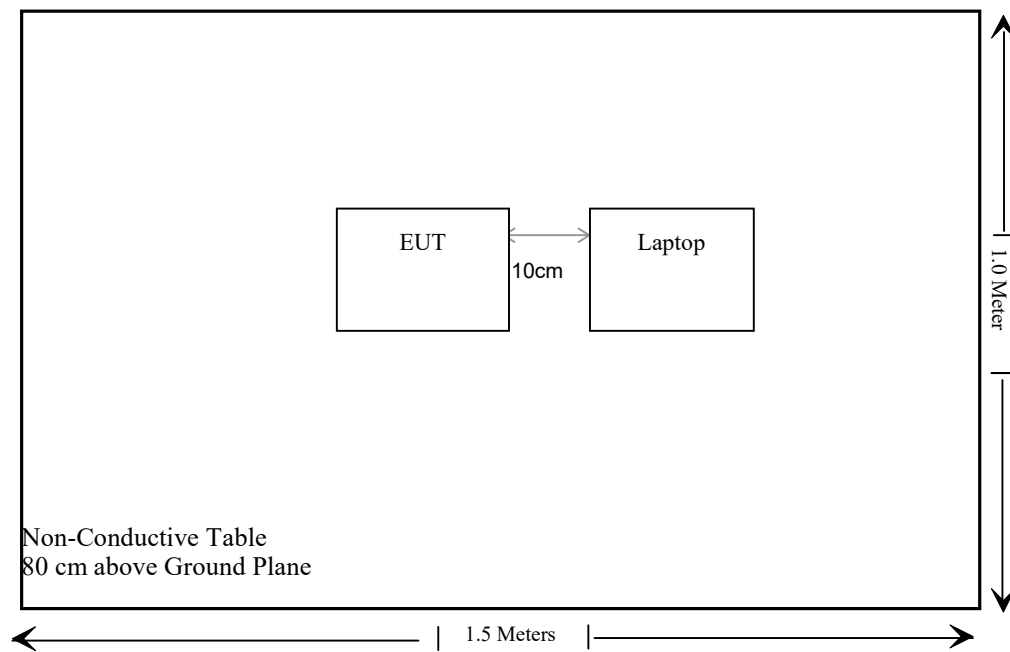 EUT
Laptop
10cm
1.0 Meter
Non-Conductive Table
80 cm above Ground Plane
1.5 Meters